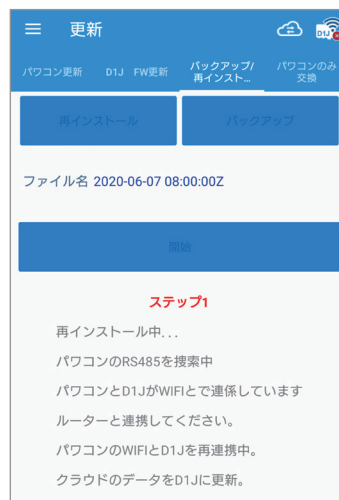 更新
D1J
パワコン更新 D1J FW更新 バックアップ/ パワコンのみ
再インスト... 交換
再インストール バックアップ
ファイル名 2020-06-07 08:00:00Z
開始
ステップ1
再インストール中...
パワコンのRS485を捜索中
パワコンとD1JがWIFIとで連係しています
ルーターと連携してください。
パワコンのWIFIとD1Jを再連携中。
クラウドのデータをD1Jに更新。